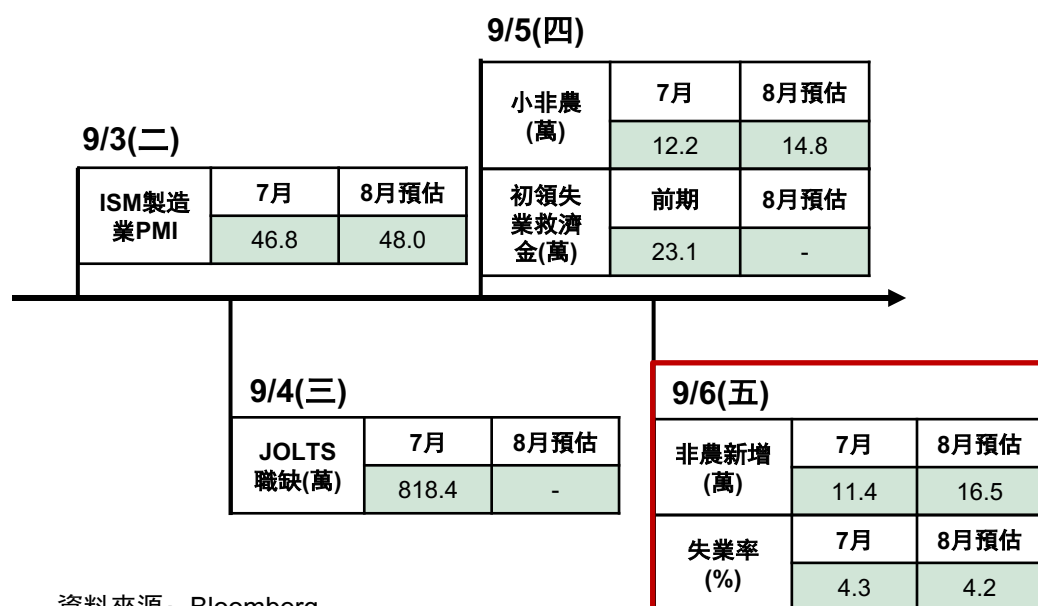 9/5(四)
小非農
(萬)
7月
8月預估
12.2
14.8
初領失
業救濟
金(萬)
前期
8月預估
23.1
-
9/3(二)
ISM製造
業PMI
7月
8月預估
46.8
48.0
9/4(三)
JOLTS
職缺(萬)
7月
8月預估
818.4
-
9/6(五)
非農新增
(萬)
7月
8月預估
11.4
16.5
失業率
(%)
7月
8月預估
4.3
4.2
資料來源：Bloomberg